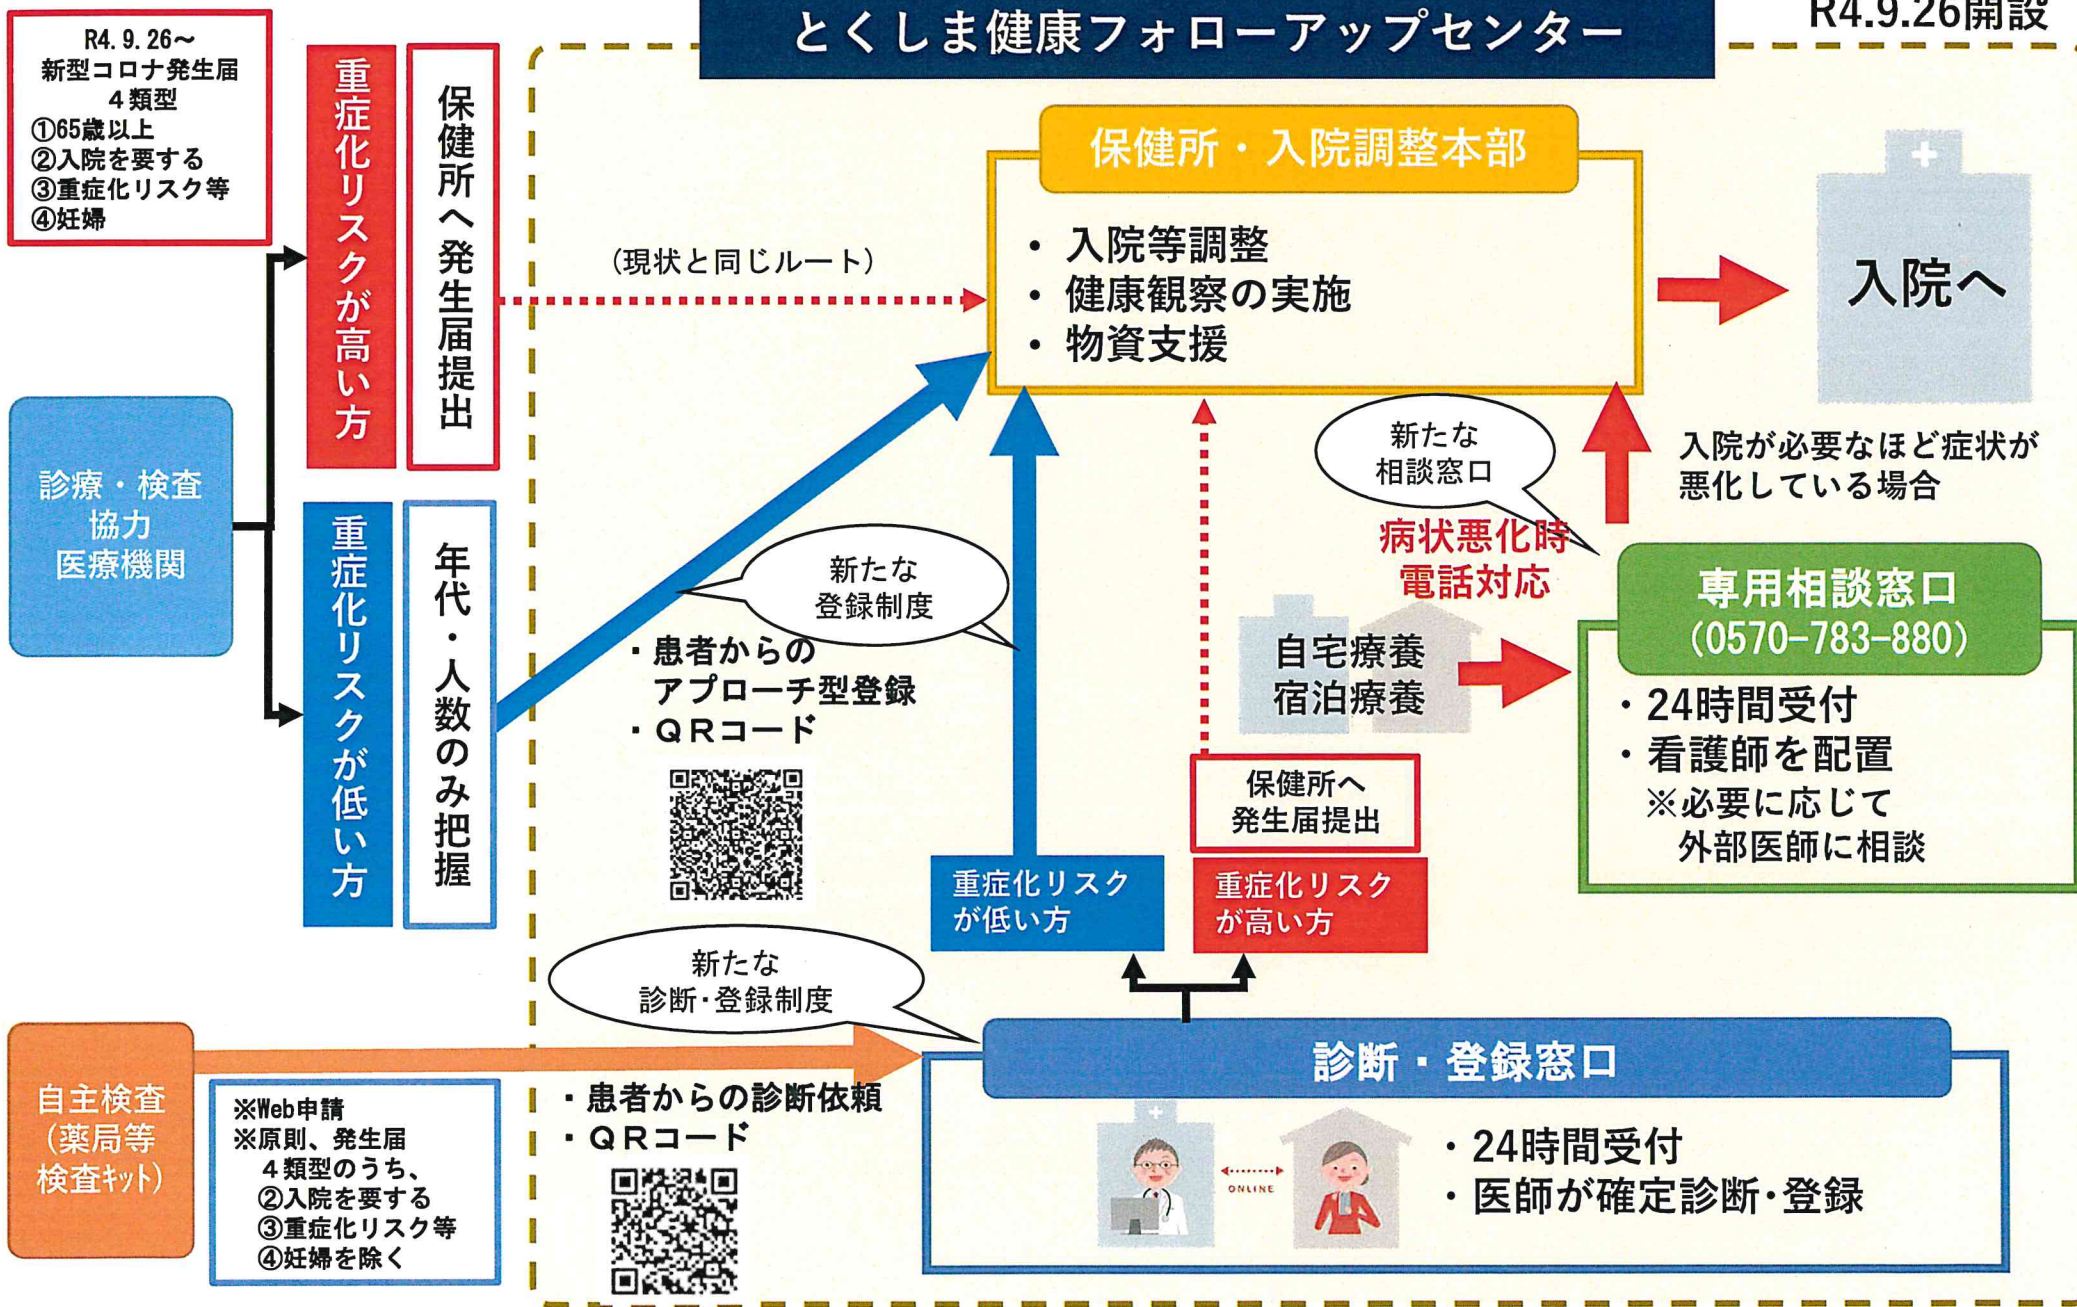 とくしま健康フォローアップセンター
R4.9.26開設
R4.9.26～
新型コロナ発生届
４類型
①65歳以上
②入院を要する
③重症化リスク等
④妊婦
重症化リスクが高い方
保健所へ発生届提出
診療・検査
協力
医療機関
重症化リスクが低い方
年代・人数のみ把握
（現状と同じルート）
保健所・入院調整本部
・入院等調整
・健康観察の実施
・物資支援
入院へ
入院が必要なほど症状が
悪化している場合
新たな
相談窓口
病状悪化時
電話対応
自宅療養
宿泊療養
専用相談窓口
（0570-783-880）
・24時間受付
・看護師を配置
※必要に応じて
外部医師に相談
新たな
登録制度
・患者からの
アプローチ型登録
・ＱＲコード
保健所へ
発生届提出
重症化リスク
が低い方
重症化リスク
が高い方
新たな
診断・登録制度
自主検査
(薬局等
検査ｷｯﾄ)
※Web申請
※原則、発生届
４類型のうち、
②入院を要する
③重症化リスク等
④妊婦を除く
・患者からの診断依頼
・ＱＲコード
診断・登録窓口
ONLINE
・24時間受付
・医師が確定診断・登録